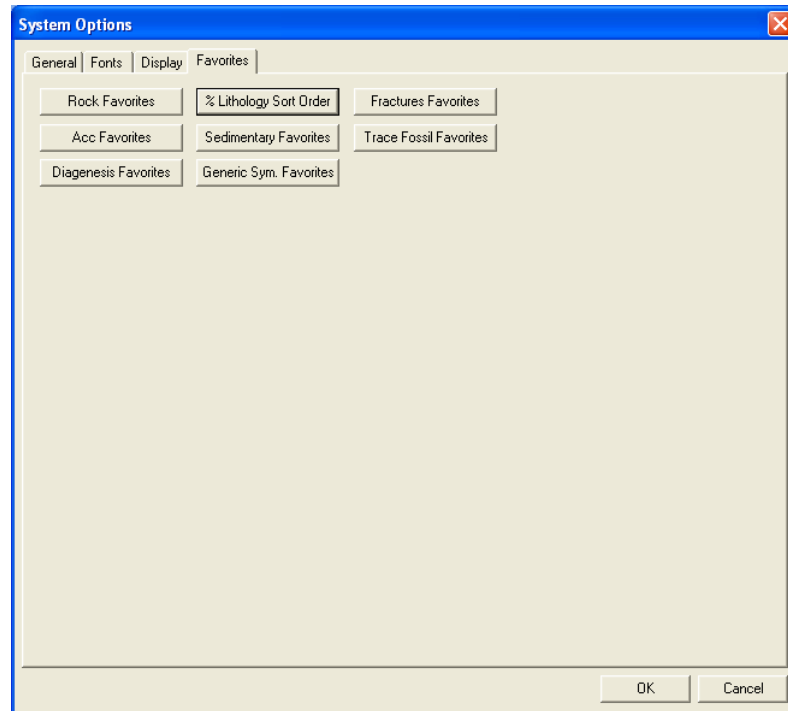 System Options
General Fonts Display Favorites
Rock Favorites % Lithology Sort Order Fractures Favorites
Acc Favorites Sedimentary Favorites Trace Fossil Favorites
Diagenesis Favorites Generic Sym. Favorites
OK Cancel